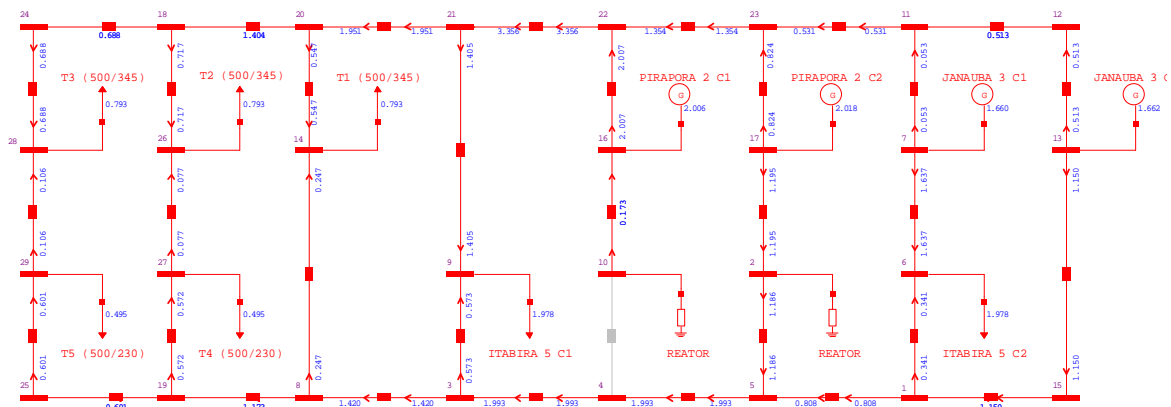 24 18 20 21 22 23 11 12
0.688 1.404 1.951 1.951 3.356 3.356 1.354 1.354 0.531 0.531 0.513
0.688 0.717 0.547 1.405 2.007 0.824 0.053 0.513
T3 (500/345) T2 (500/345) T1 (500/345) PIRAPORA 2 C1 PIRAPORA 2 C2 JANAUBA 3 C1 JANAUBA 3 C
G G G G
0.793 0.793 0.793 2.006 2.018 1.660 1.662
0.688 0.717 0.547 2.007 0.824 0.053 0.513
28 26 14 16 17 7 13
0.106 0.077 0.247 1.195 1.637 1.150
0.173
0.106 0.077 1.405 1.195 1.637
29 27 9 10 2 6
0.601 0.572 0.573 1.186 0.341
0.495 0.495 1.978 1.978
T5 (500/230) T4 (500/230) ITABIRA 5 C1 REATOR REATOR ITABIRA 5 C2
0.601 0.572 0.247 0.573 1.186 0.341 1.150
25 19 8 3 4 5 1 15
1.420 1.420 1.993 1.993 1.993 1.993 0.808 0.808